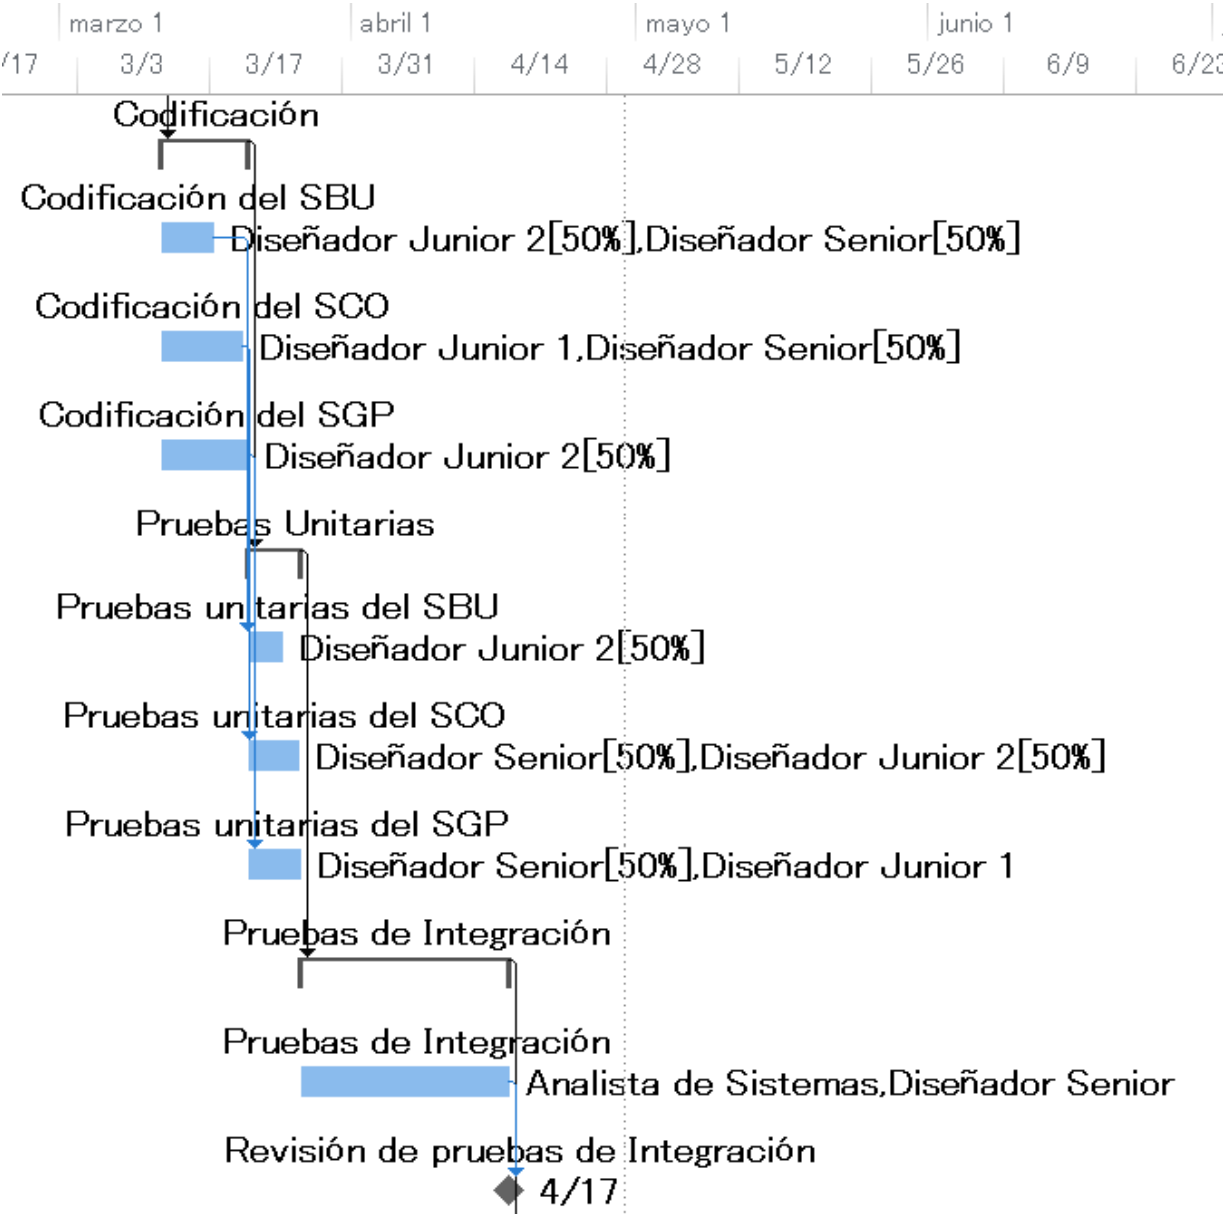 marzo 1 abril 1 mayo 1 junio 1
/17 3/3 3/17 3/31 4/14 4/28 5/12 5/26 6/9 6/23
Codificación
Codificación del SBU
Diseñador Junior 2[50%],Diseñador Senior[50%]
Codificación del SCO
Diseñador Junior 1,Diseñador Senior[50%]
Codificación del SGP
Diseñador Junior 2[50%]
Pruebas Unitarias
Pruebas unitarias del SBU
Diseñador Junior 2[50%]
Pruebas unitarias del SCO
Diseñador Senior[50%],Diseñador Junior 2[50%]
Pruebas unitarias del SGP
Diseñador Senior[50%],Diseñador Junior 1
Pruebas de Integración
Pruebas de Integración
Analista de Sistemas,Diseñador Senior
Revisión de pruebas de Integración
4/17